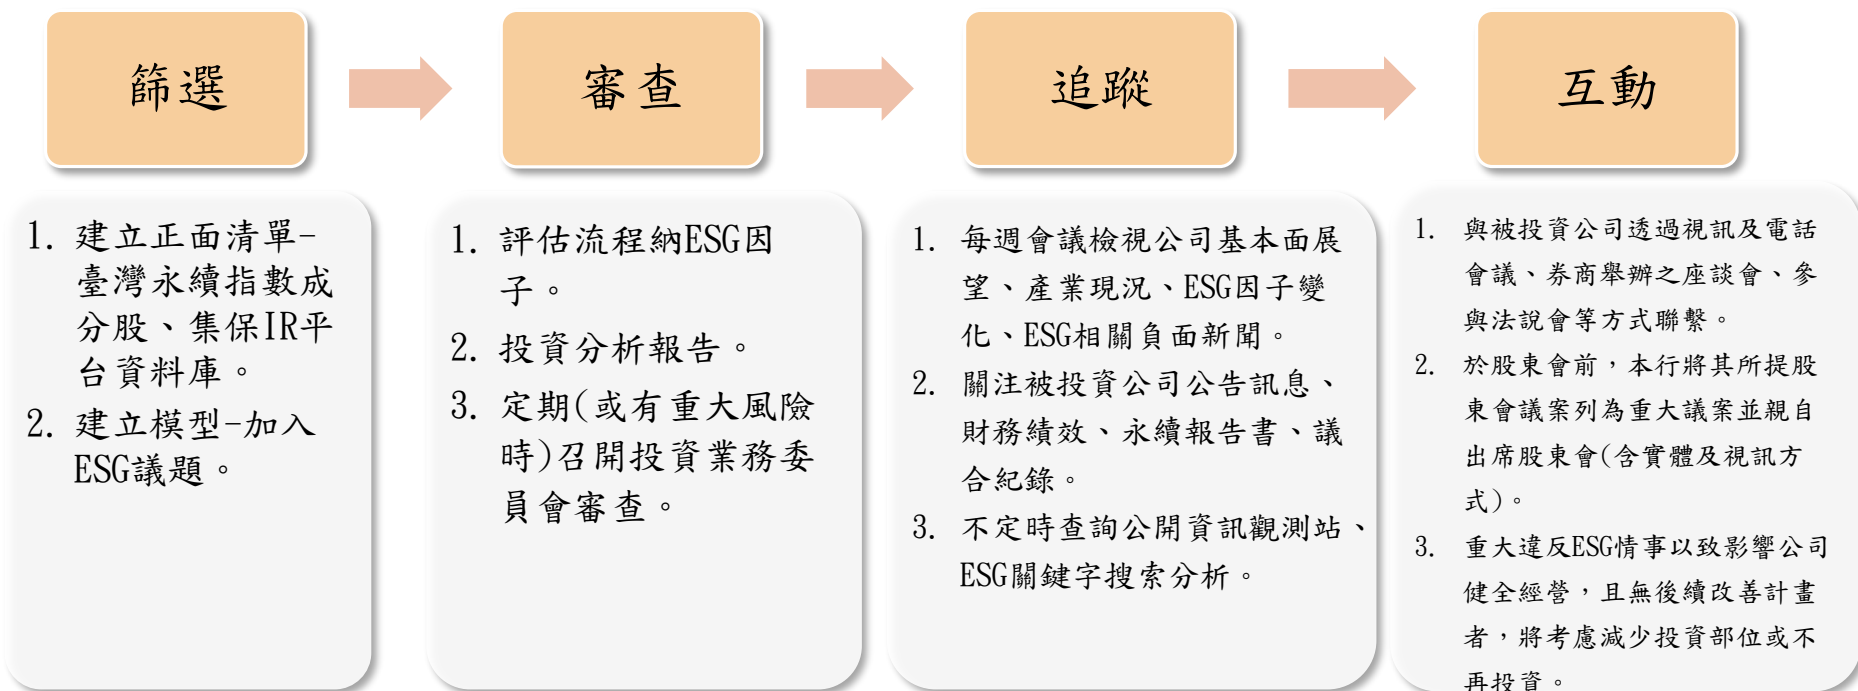 篩選
審查
追蹤
互動
1. 建立正面清單-
臺灣永續指數成
分股、集保IR平
台資料庫。
2. 建立模型-加入
ESG議題。
1. 評估流程納ESG因
子。
2. 投資分析報告。
3. 定期(或有重大風險
時)召開投資業務委
員會審查。
1. 每週會議檢視公司基本面展
望、產業現況、ESG因子變
化、ESG相關負面新聞。
2. 關注被投資公司公告訊息、
財務績效、永續報告書、議
合紀錄。
3. 不定時查詢公開資訊觀測站、
ESG關鍵字搜索分析。
1. 與被投資公司透過視訊及電話
會議、券商舉辦之座談會、參
與法說會等方式聯繫。
2. 於股東會前，本行將其所提股
東會議案列為重大議案並親自
出席股東會(含實體及視訊方
式)。
3. 重大違反ESG情事以致影響公司
健全經營，且無後續改善計畫
者，將考慮減少投資部位或不
再投資。